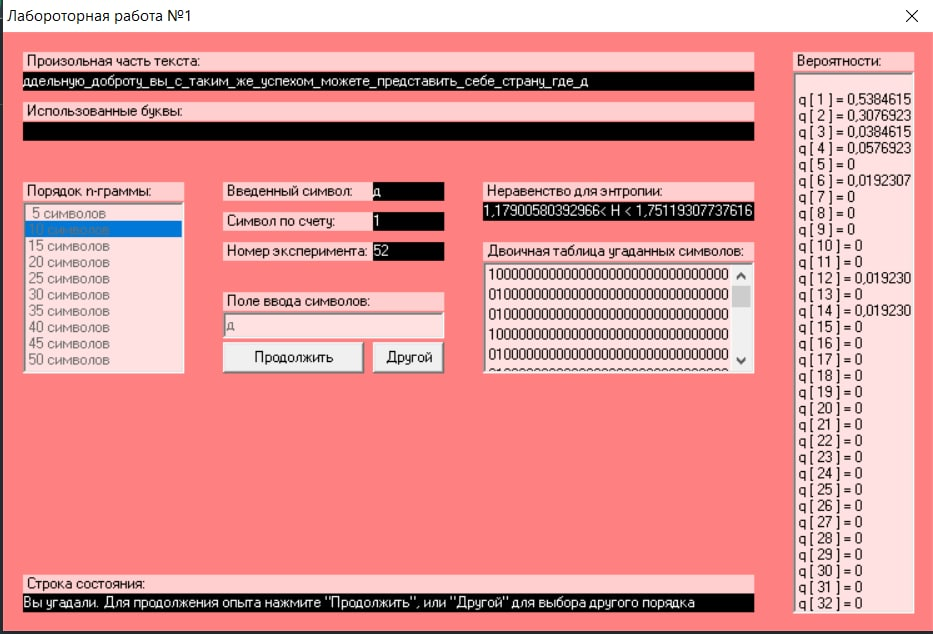 Лабороторная работа №1
Произольная часть текста:
ддельную_доброту_вы_с_таким_же_успехом_можете_представить_себе_страну_где_д
Использованные буквы:
Порядок n-граммы:
5 символов
10 символов
15 символов
20 символов
25 символов
30 символов
35 символов
40 символов
45 символов
50 символов
Введенный символ: д
Символ по счету: 1
Номер эксперимента: 52
Поле ввода символов:
д
Продолжить
Другой
Неравенство для энтропии:
1,17900580392966< H < 1,75119307737616
Двоичная таблица угаданных символов:
10000000000000000000000000000000
01000000000000000000000000000000
01000000000000000000000000000000
10000000000000000000000000000000
01000000000000000000000000000000
Вероятности:
q [ 1 ] = 0,5384615
q [ 2 ] = 0,3076923
q [ 3 ] = 0,0384615
q [ 4 ] = 0,0576923
q [ 5 ] = 0
q [ 6 ] = 0,0192307
q [ 7 ] = 0
q [ 8 ] = 0
q [ 9 ] = 0
q [ 10 ] = 0
q [ 11 ] = 0
q [ 12 ] = 0,019230
q [ 13 ] = 0
q [ 14 ] = 0,019230
q [ 15 ] = 0
q [ 16 ] = 0
q [ 17 ] = 0
q [ 18 ] = 0
q [ 19 ] = 0
q [ 20 ] = 0
q [ 21 ] = 0
q [ 22 ] = 0
q [ 23 ] = 0
q [ 24 ] = 0
q [ 25 ] = 0
q [ 26 ] = 0
q [ 27 ] = 0
q [ 28 ] = 0
q [ 29 ] = 0
q [ 30 ] = 0
q [ 31 ] = 0
q [ 32 ] = 0
Строка состояния:
Вы угадали. Для продолжения опыта нажмите "Продолжить", или "Другой" для выбора другого порядка